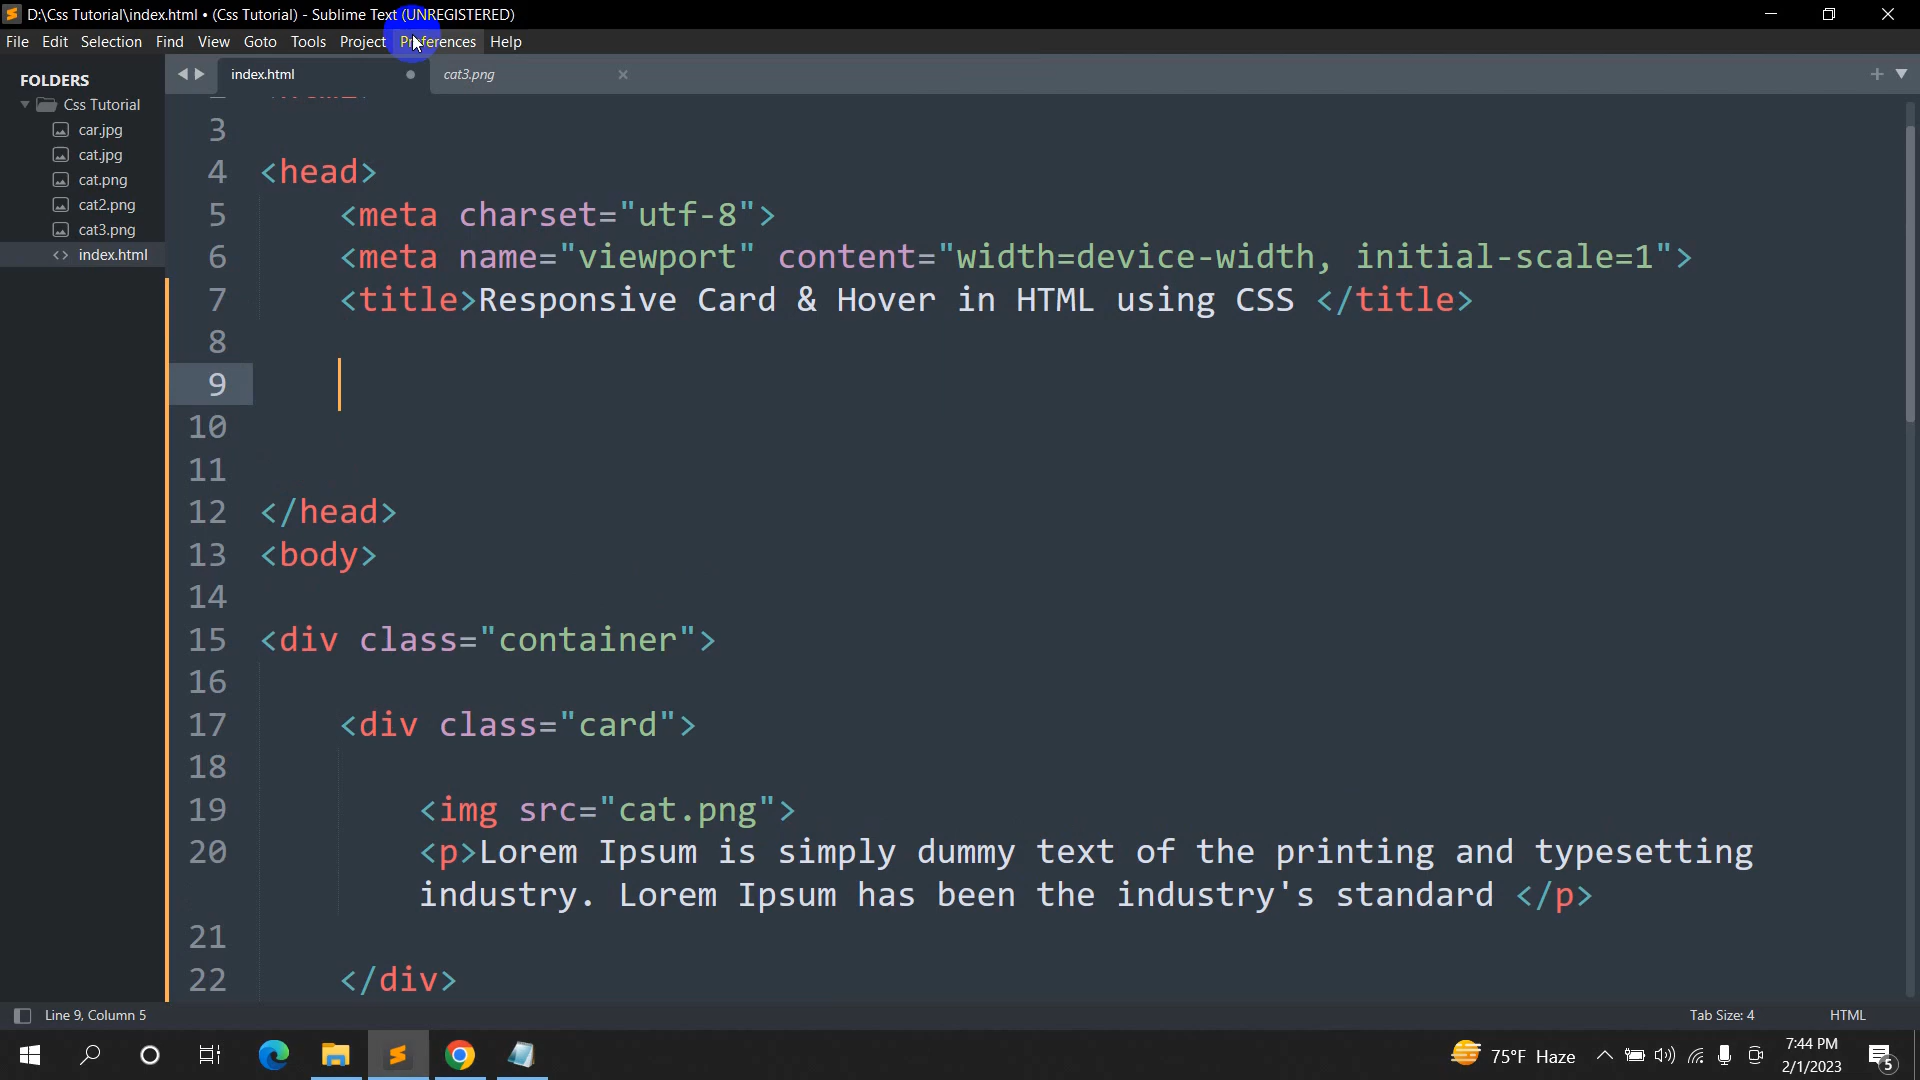 D:\Css Tutorial\index.html • (Css Tutorial) - Sublime Text (UNREGISTERED)
File Edit Selection Find View Goto Tools Project Preferences Help
FOLDERS
Css Tutorial
car.jpg
cat.jpg
cat.png
cat2.png
cat3.png
index.html
index.html
cat3.png
3
4 <head>
5 <meta charset="utf-8">
6 <meta name="viewport" content="width=device-width, initial-scale=1">
7 <title>Responsive Card & Hover in HTML using CSS </title>
8
9
10
11
12 </head>
13 <body>
14
15 <div class="container">
16
17 <div class="card">
18
19 <img src="cat.png">
20 <p>Lorem Ipsum is simply dummy text of the printing and typesetting
industry. Lorem Ipsum has been the industry's standard </p>
21
22 </div>
Line 9, Column 5
Tab Size: 4
HTML
75°F Haze
7:44 PM
2/1/2023
5